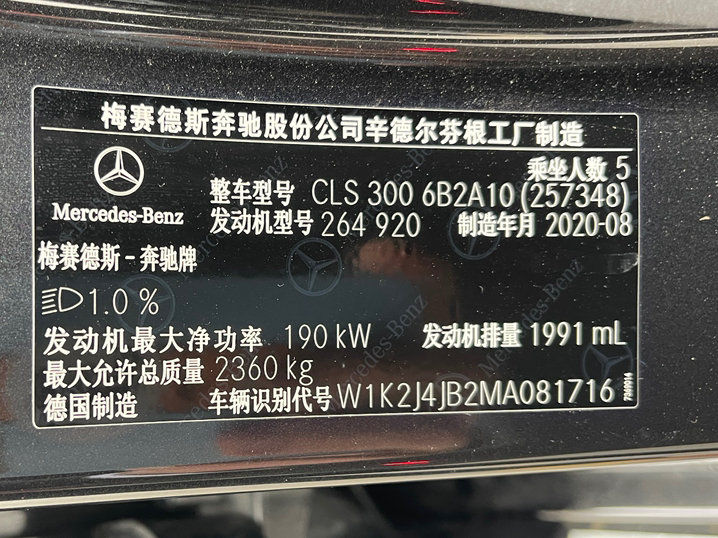 梅赛德斯奔驰股份公司辛德尔芬根工厂制造
乘坐人数 5
Mercedes-Benz
整车型号 CLS 300 6B2A10 (257348)
发动机型号 264 920 制造年月 2020-08
梅赛德斯－奔驰牌
1.0 %
发动机最大净功率 190 kW 发动机排量 1991 mL
最大允许总质量 2360 kg
德国制造 车辆识别代号 W1K2J4JB2MA081716